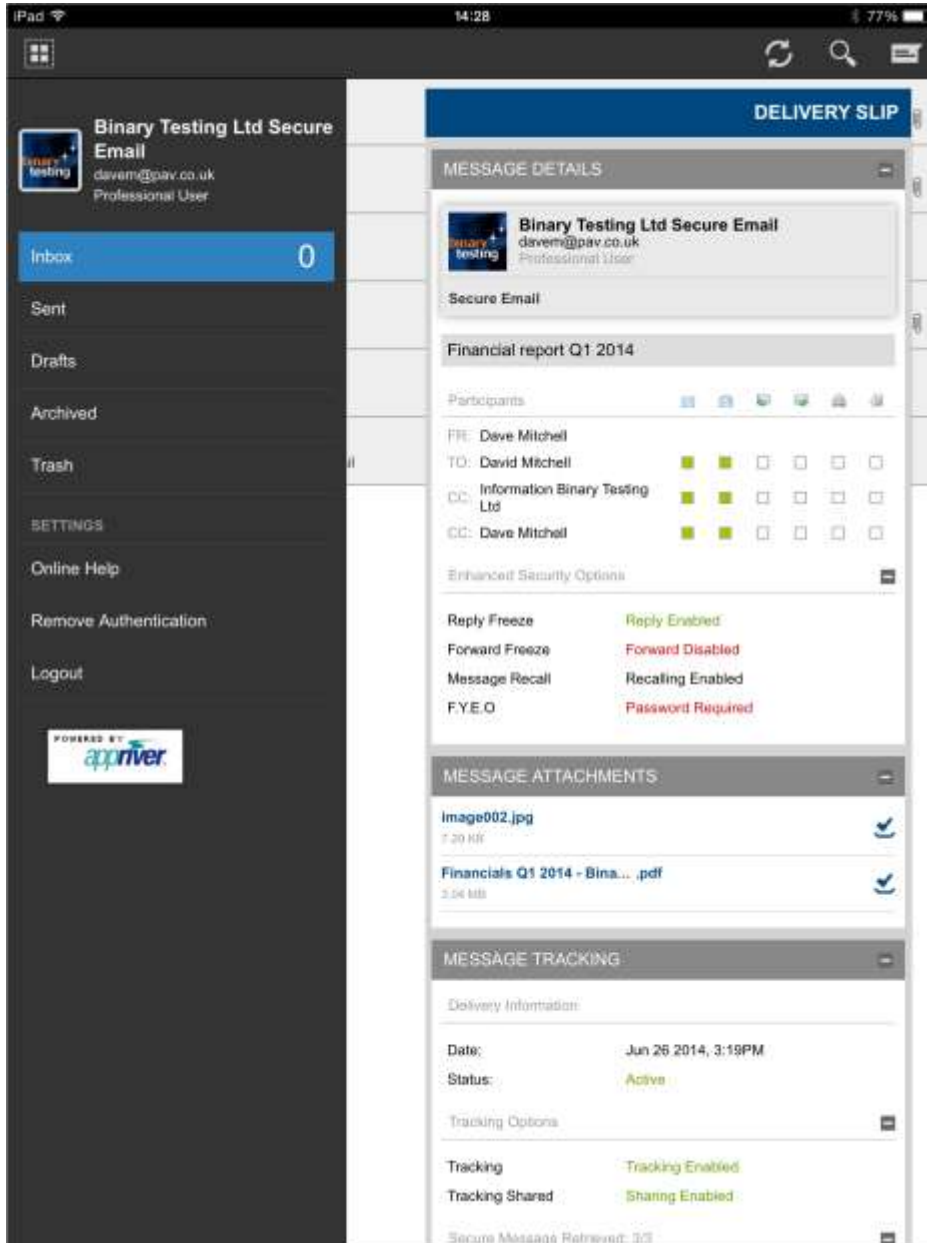 iPad 14:28 77%
Binary Testing Ltd Secure
Email
davem@pav.co.uk
Professional User
Inbox 0
Sent
Drafts
Archived
Trash
SETTINGS
Online Help
Remove Authentication
Logout
POWERED BY
appriver
DELIVERY SLIP
MESSAGE DETAILS
binary testing
Binary Testing Ltd Secure Email
davem@pav.co.uk
Professional User
Secure Email
Financial report Q1 2014
Participants
FR: Dave Mitchell
TO: David Mitchell
CC: Information Binary Testing
Ltd
CC: Dave Mitchell
Enhanced Security Options
Reply Freeze Reply Enabled
Forward Freeze Forward Disabled
Message Recall Recalling Enabled
F.Y.E.O Password Required
MESSAGE ATTACHMENTS
image002.jpg
7.20 KB
Financials Q1 2014 - Bina... .pdf
MB
MESSAGE TRACKING
Delivery Information
Date: Jun 26 2014, 3:19PM
Status: Active
Tracking Options
Tracking Tracking Enabled
Tracking Shared Sharing Enabled
Secure Message Retrieved: 3/3